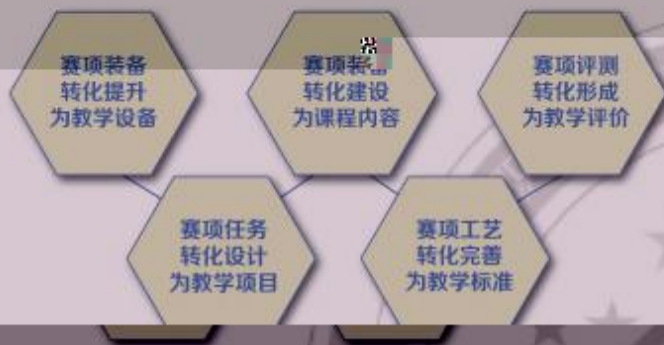 赛项装备
转化提升
为教学设备
赛项装备
转化建设
为课程内容
赛项评测
转化形成
为教学评价
赛项任务
转化设计
为教学项目
赛项工艺
转化完善
为教学标准